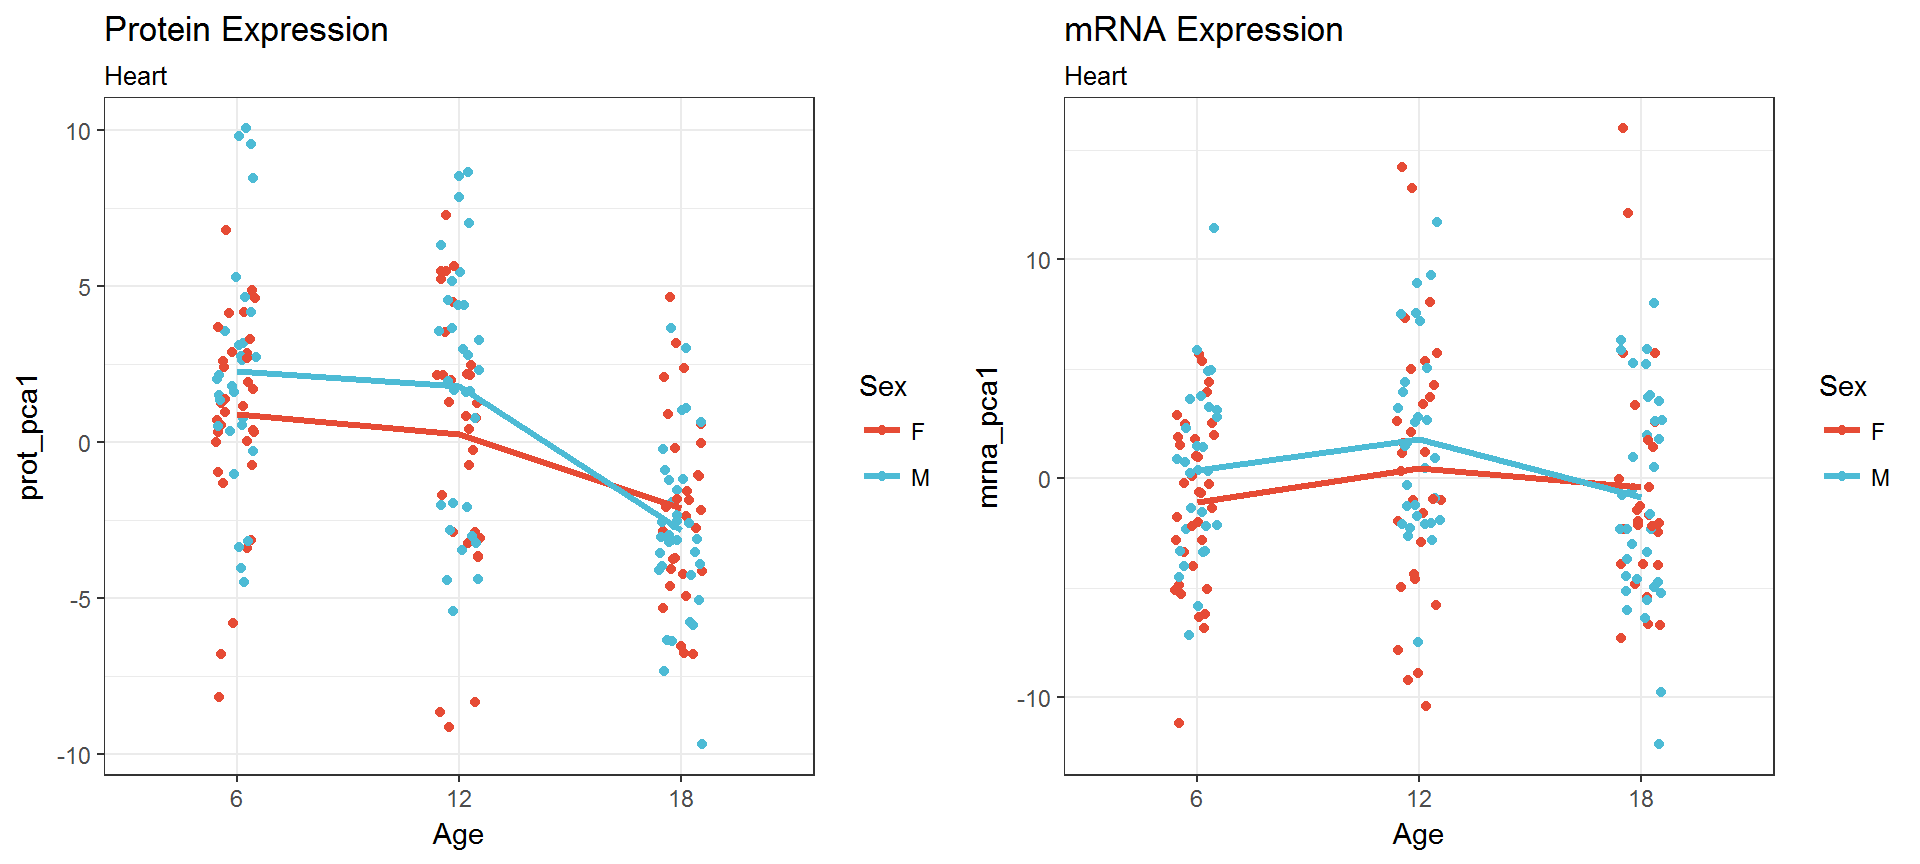 Protein Expression
Heart
10
5
0
-5
-10
prot_pca1
6
12
18
Age
Sex
F
M
mRNA Expression
Heart
10
0
-10
mrna_pca1
6
12
18
Age
Sex
F
M